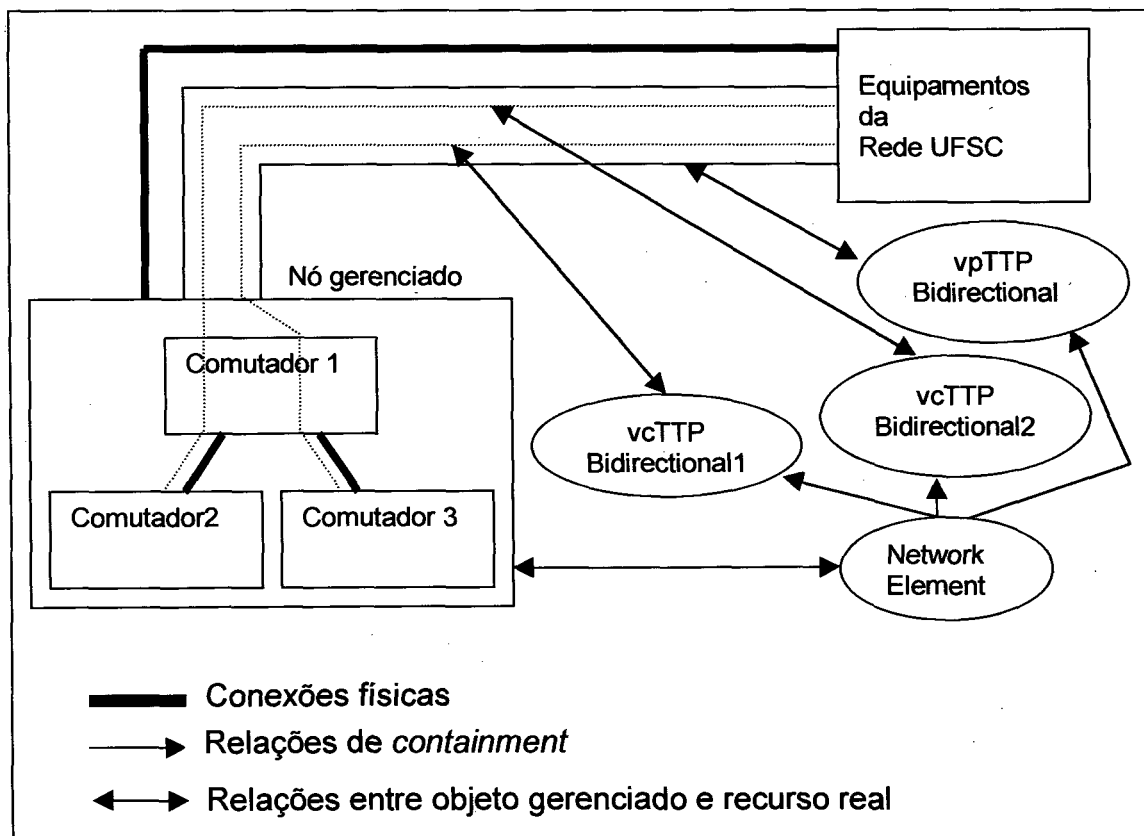 Equipamentos
da
Rede UFSC
vpTTP
Bidirectional
Nó gerenciado
Comutador 1
vcTTP
Bidirectional2
vcTTP
Bidirectional1
Comutador2
Comutador 3
Network
Element
Conexões físicas
Relações de containment
Relações entre objeto gerenciado e recurso real